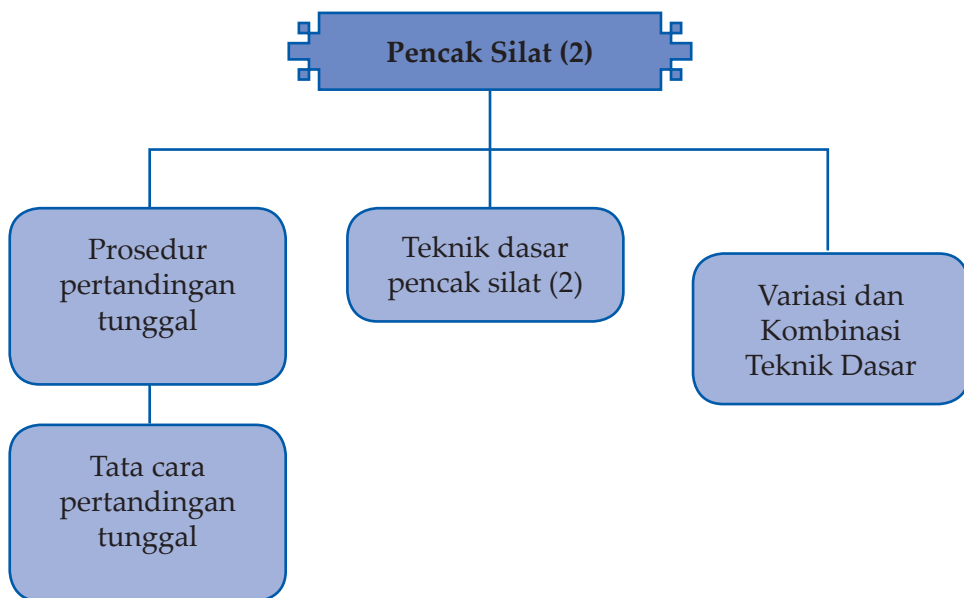 Pencak Silat (2)
Prosedur
pertandingan
tunggal
Teknik dasar
pencak silat (2)
Variasi dan
Kombinasi
Teknik Dasar
Tata cara
pertandingan
tunggal